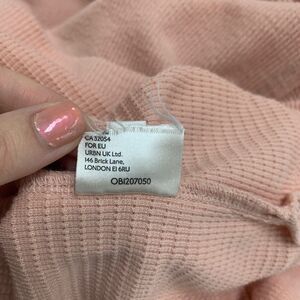 CA 32054
FOR EU
URBN UK Ltd.
146 Brick Lane,
LONDON E1 6RU
OBI207050